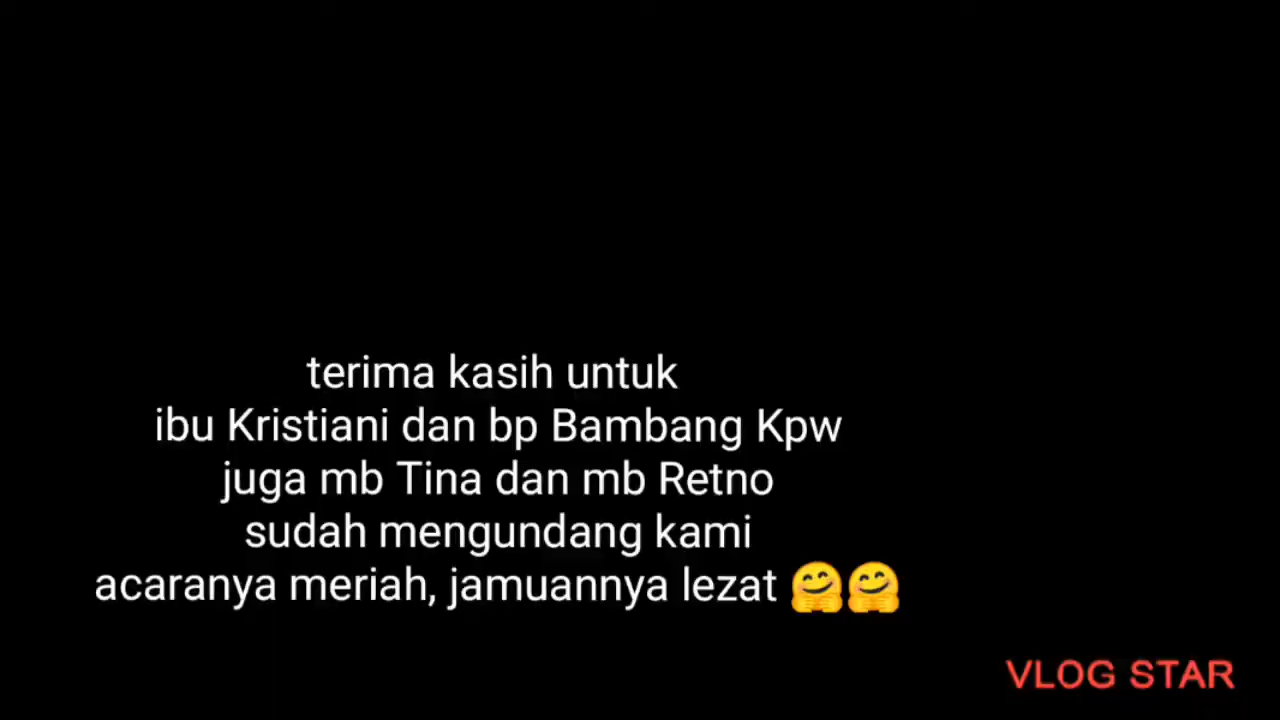 terima kasih untuk
ibu Kristiani dan bp Bambang Kpw
juga mb Tina dan mb Retno
sudah mengundang kami
acaranya meriah, jamuannya lezat 🤗🤗
VLOG STAR